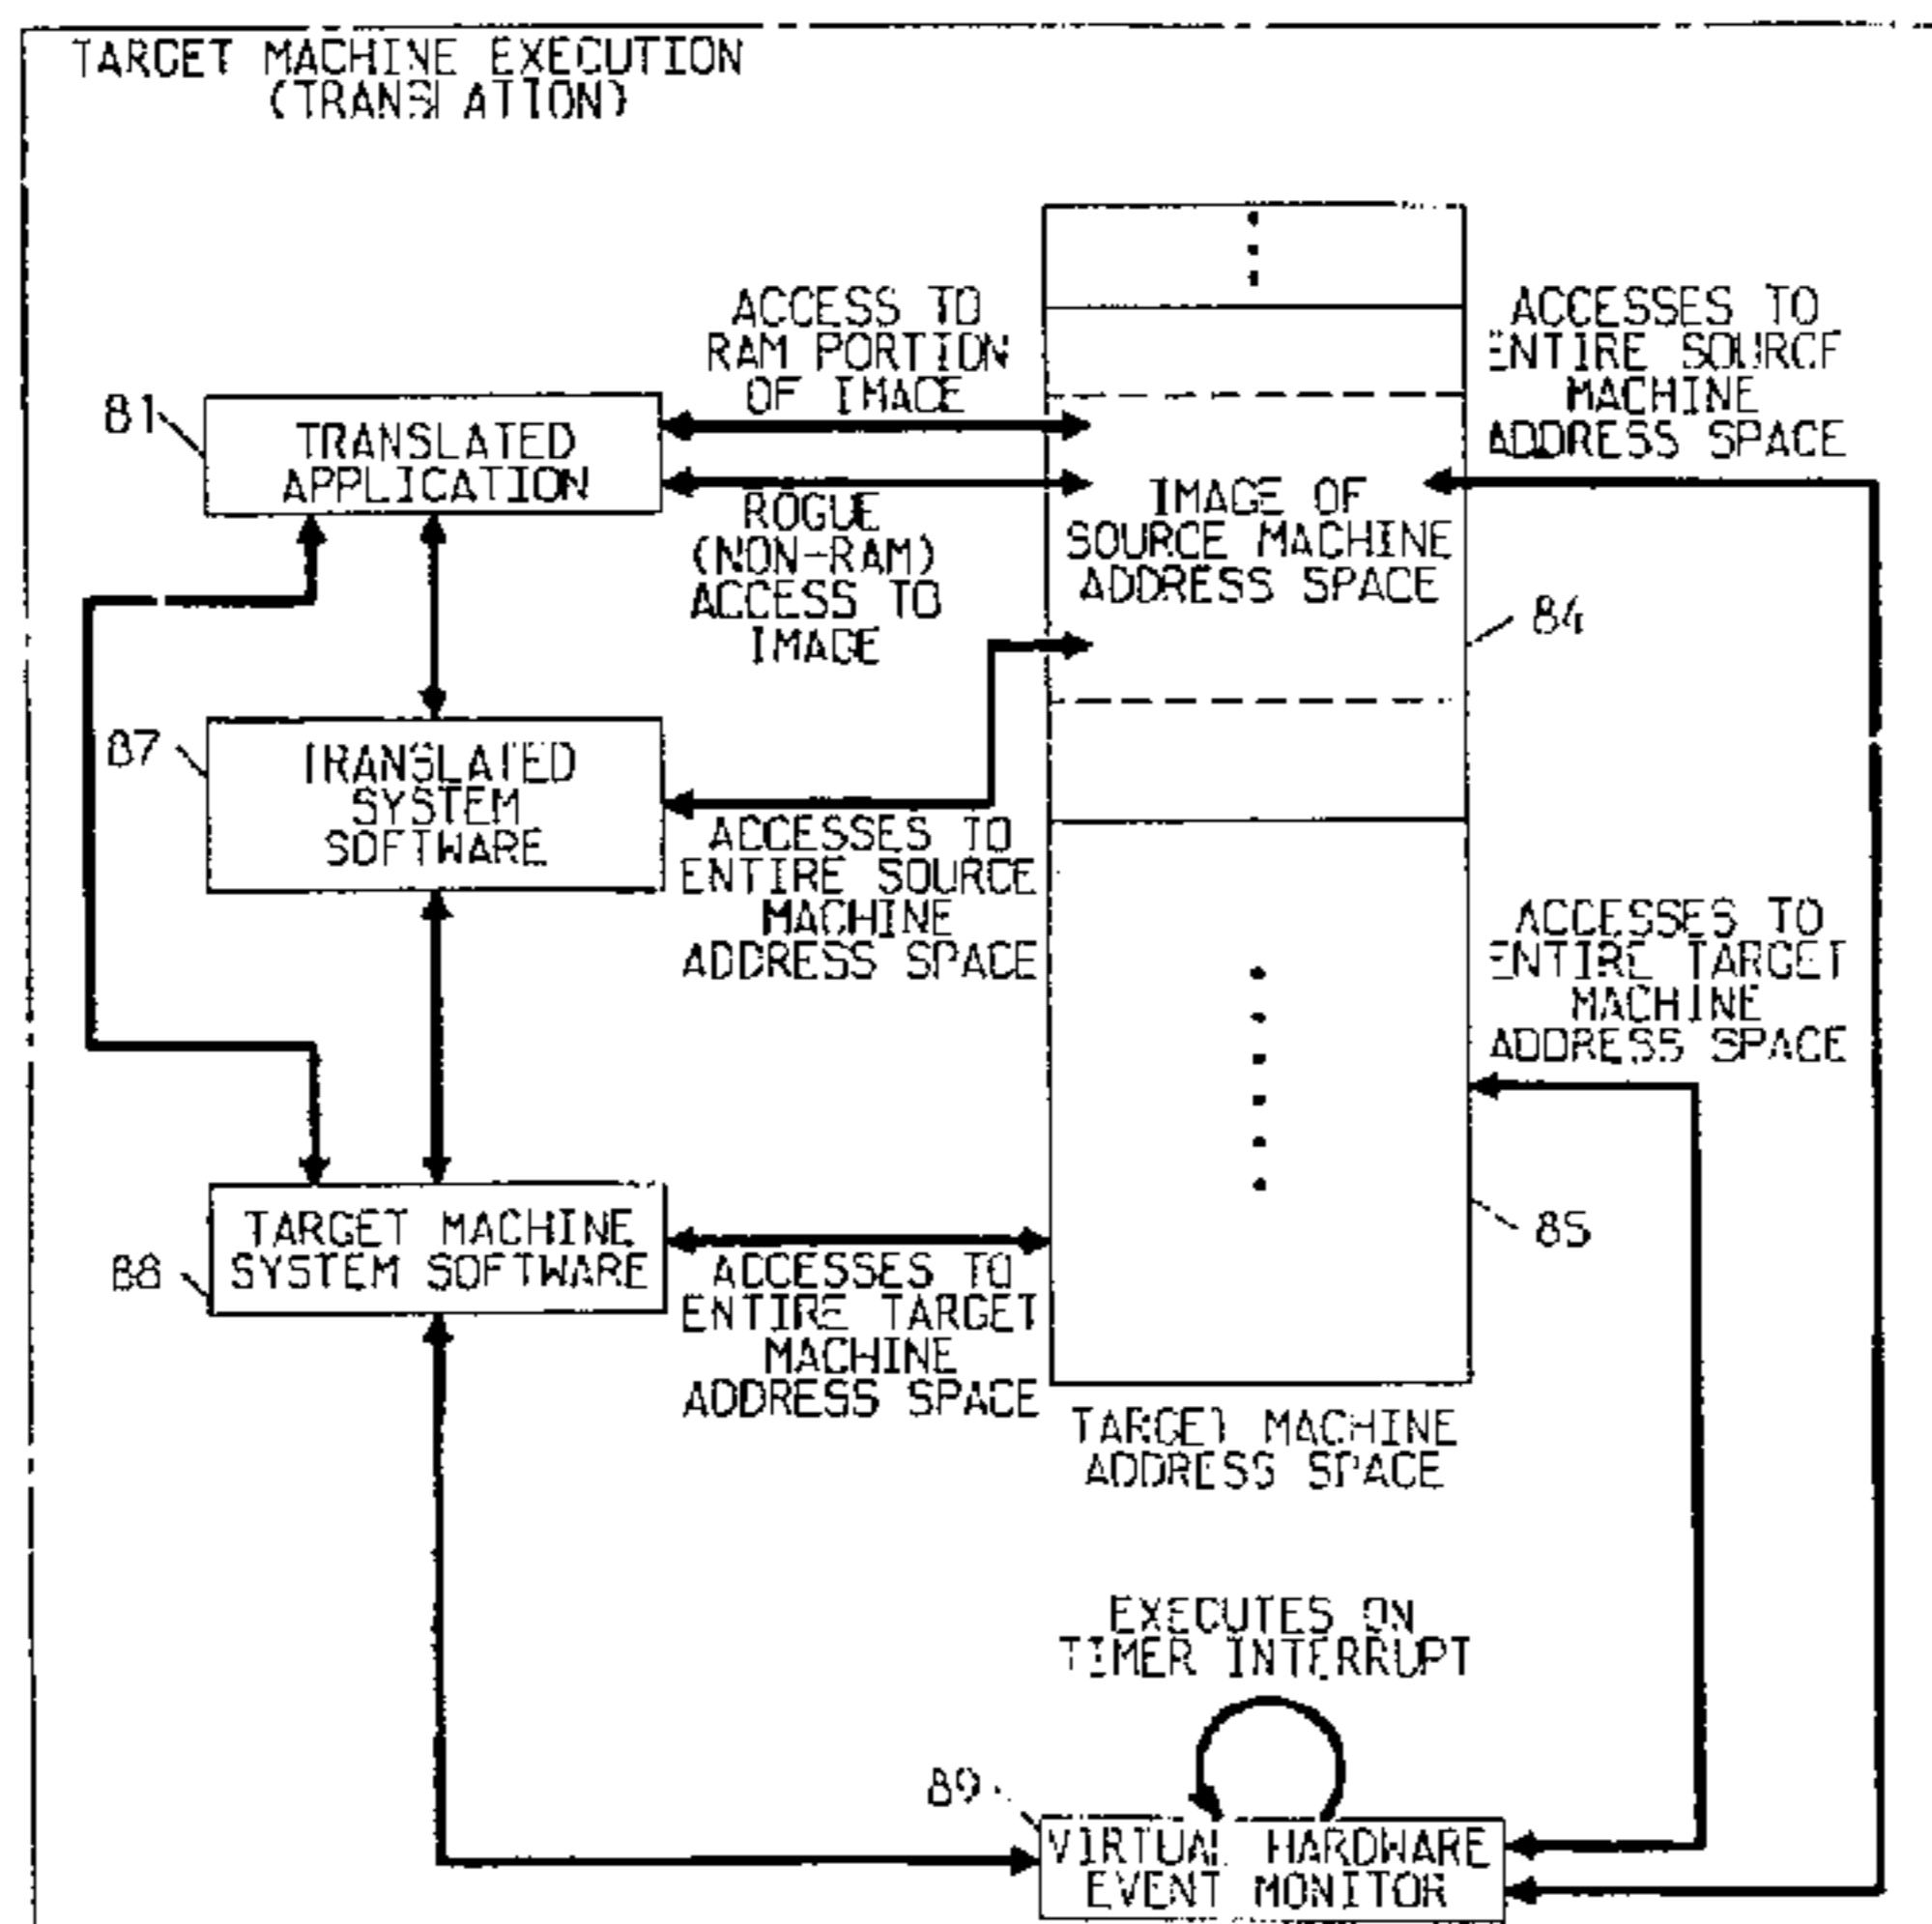 TARGET MACHINE EXECUTION
(TRANSLATION)
ACCESS TO
RAM PORTION
OF IMAGE
ACCESSES TO
ENTIRE SOURCE
MACHINE
ADDRESS SPACE
81
TRANSLATED
APPLICATION
ROGUE
(NON-RAM)
ACCESS TO
IMAGE
IMAGE OF
SOURCE MACHINE
ADDRESS SPACE
84
87
TRANSLATED
SYSTEM
SOFTWARE
ACCESSES TO
ENTIRE SOURCE
MACHINE
ADDRESS SPACE
ACCESSES TO
ENTIRE TARGET
MACHINE
ADDRESS SPACE
88
TARGET MACHINE
SYSTEM SOFTWARE
85
ACCESSES TO
ENTIRE TARGET
MACHINE
ADDRESS SPACE
TARGET MACHINE
ADDRESS SPACE
EXECUTES ON
TIMER INTERRUPT
89
VIRTUAL HARDWARE
EVENT MONITOR